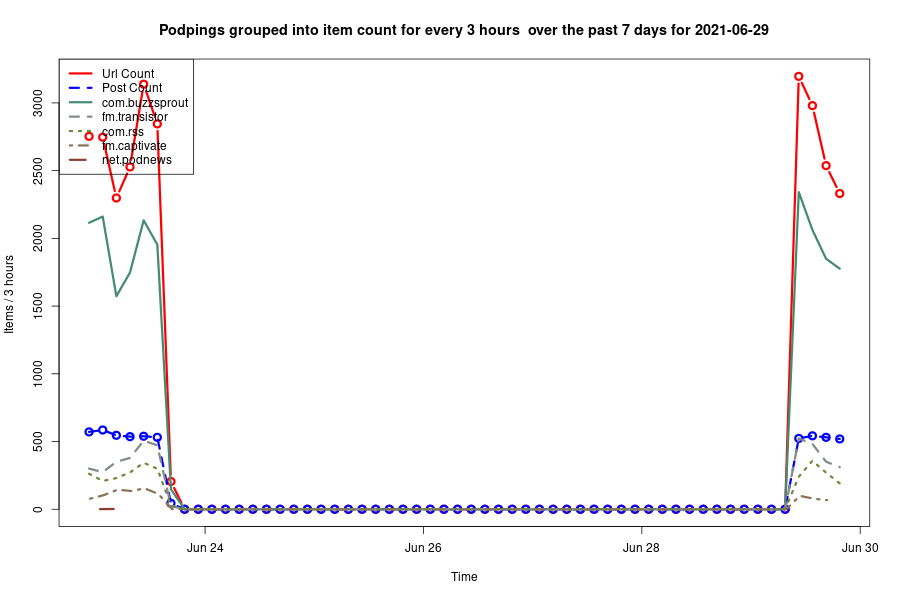 Podpings grouped into item count for every 3 hours  over the past 7 days for 2021-06-29
Url Count
Post Count
com.buzzsprout
fm.transistor
com.rss
fm.captivate
net.podnews
3000
2500
2000
1500
1000
500
0
Items / 3 hours
Jun 24
Jun 26
Jun 28
Jun 30
Time